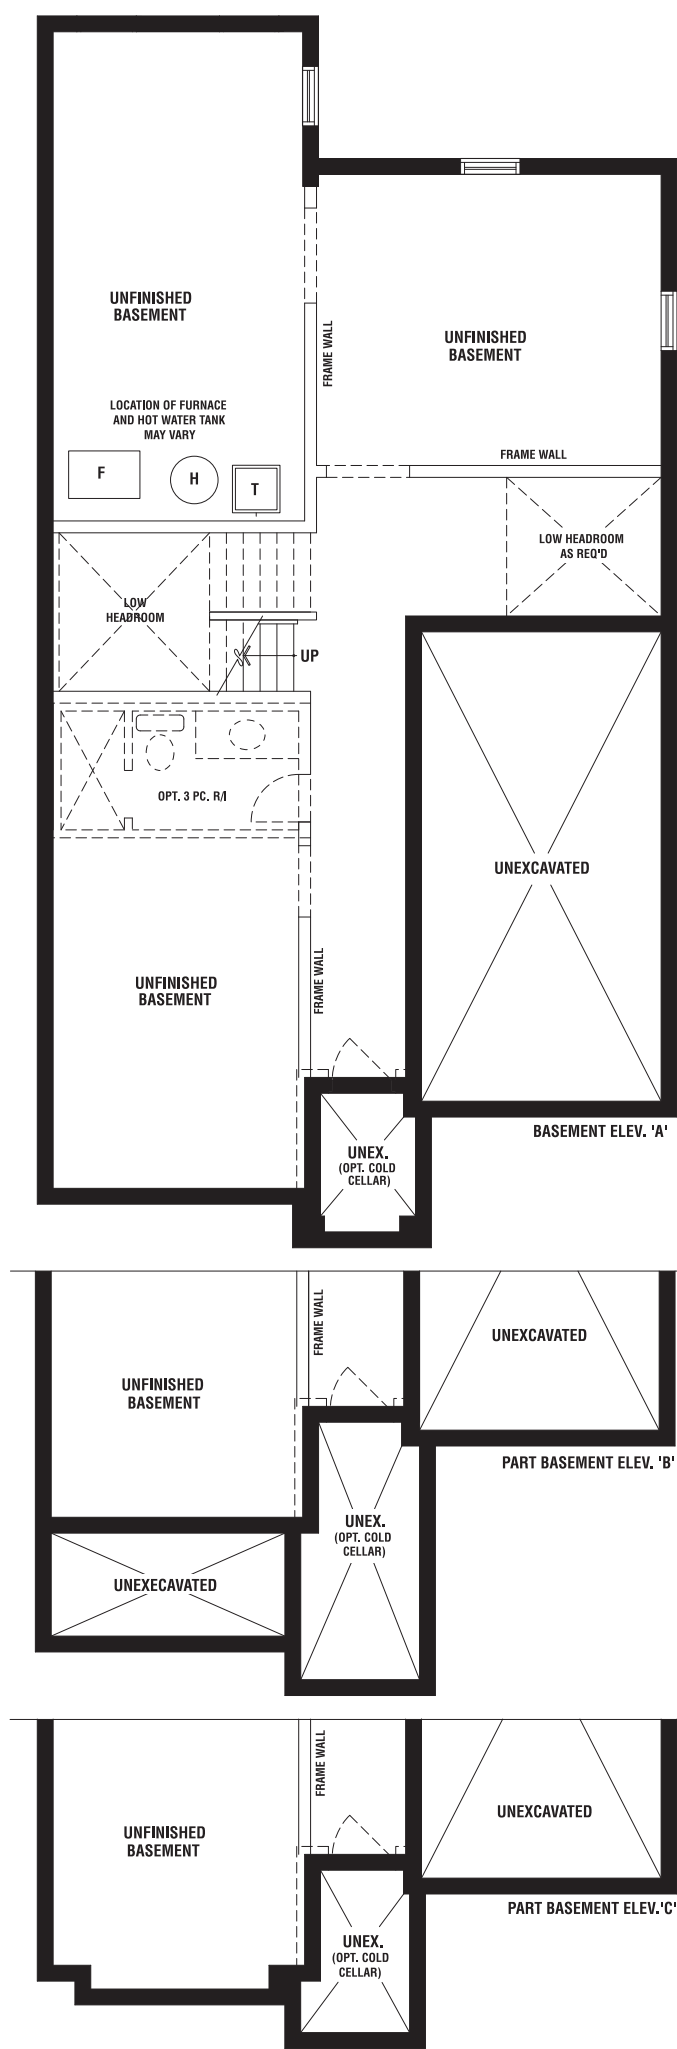 UNFINISHED
BASEMENT
UNFINISHED
BASEMENT
FRAME WALL
LOCATION OF FURNACE
AND HOT WATER TANK
MAY VARY
FRAME WALL
F
H
T
LOW HEADROOM
AS REQ'D
LOW
HEADROOM
UP
OPT. 3 PC. R/I
UNEXCAVATED
UNFINISHED
BASEMENT
FRAME WALL
BASEMENT ELEV. 'A'
UNEX.
(OPT. COLD
CELLAR)
FRAME WALL
UNEXCAVATED
UNFINISHED
BASEMENT
PART BASEMENT ELEV. 'B'
UNEX.
(OPT. COLD
CELLAR)
UNEXECAVATED
FRAME WALL
UNEXCAVATED
UNFINISHED
BASEMENT
PART BASEMENT ELEV.'C'
UNEX.
(OPT. COLD
CELLAR)